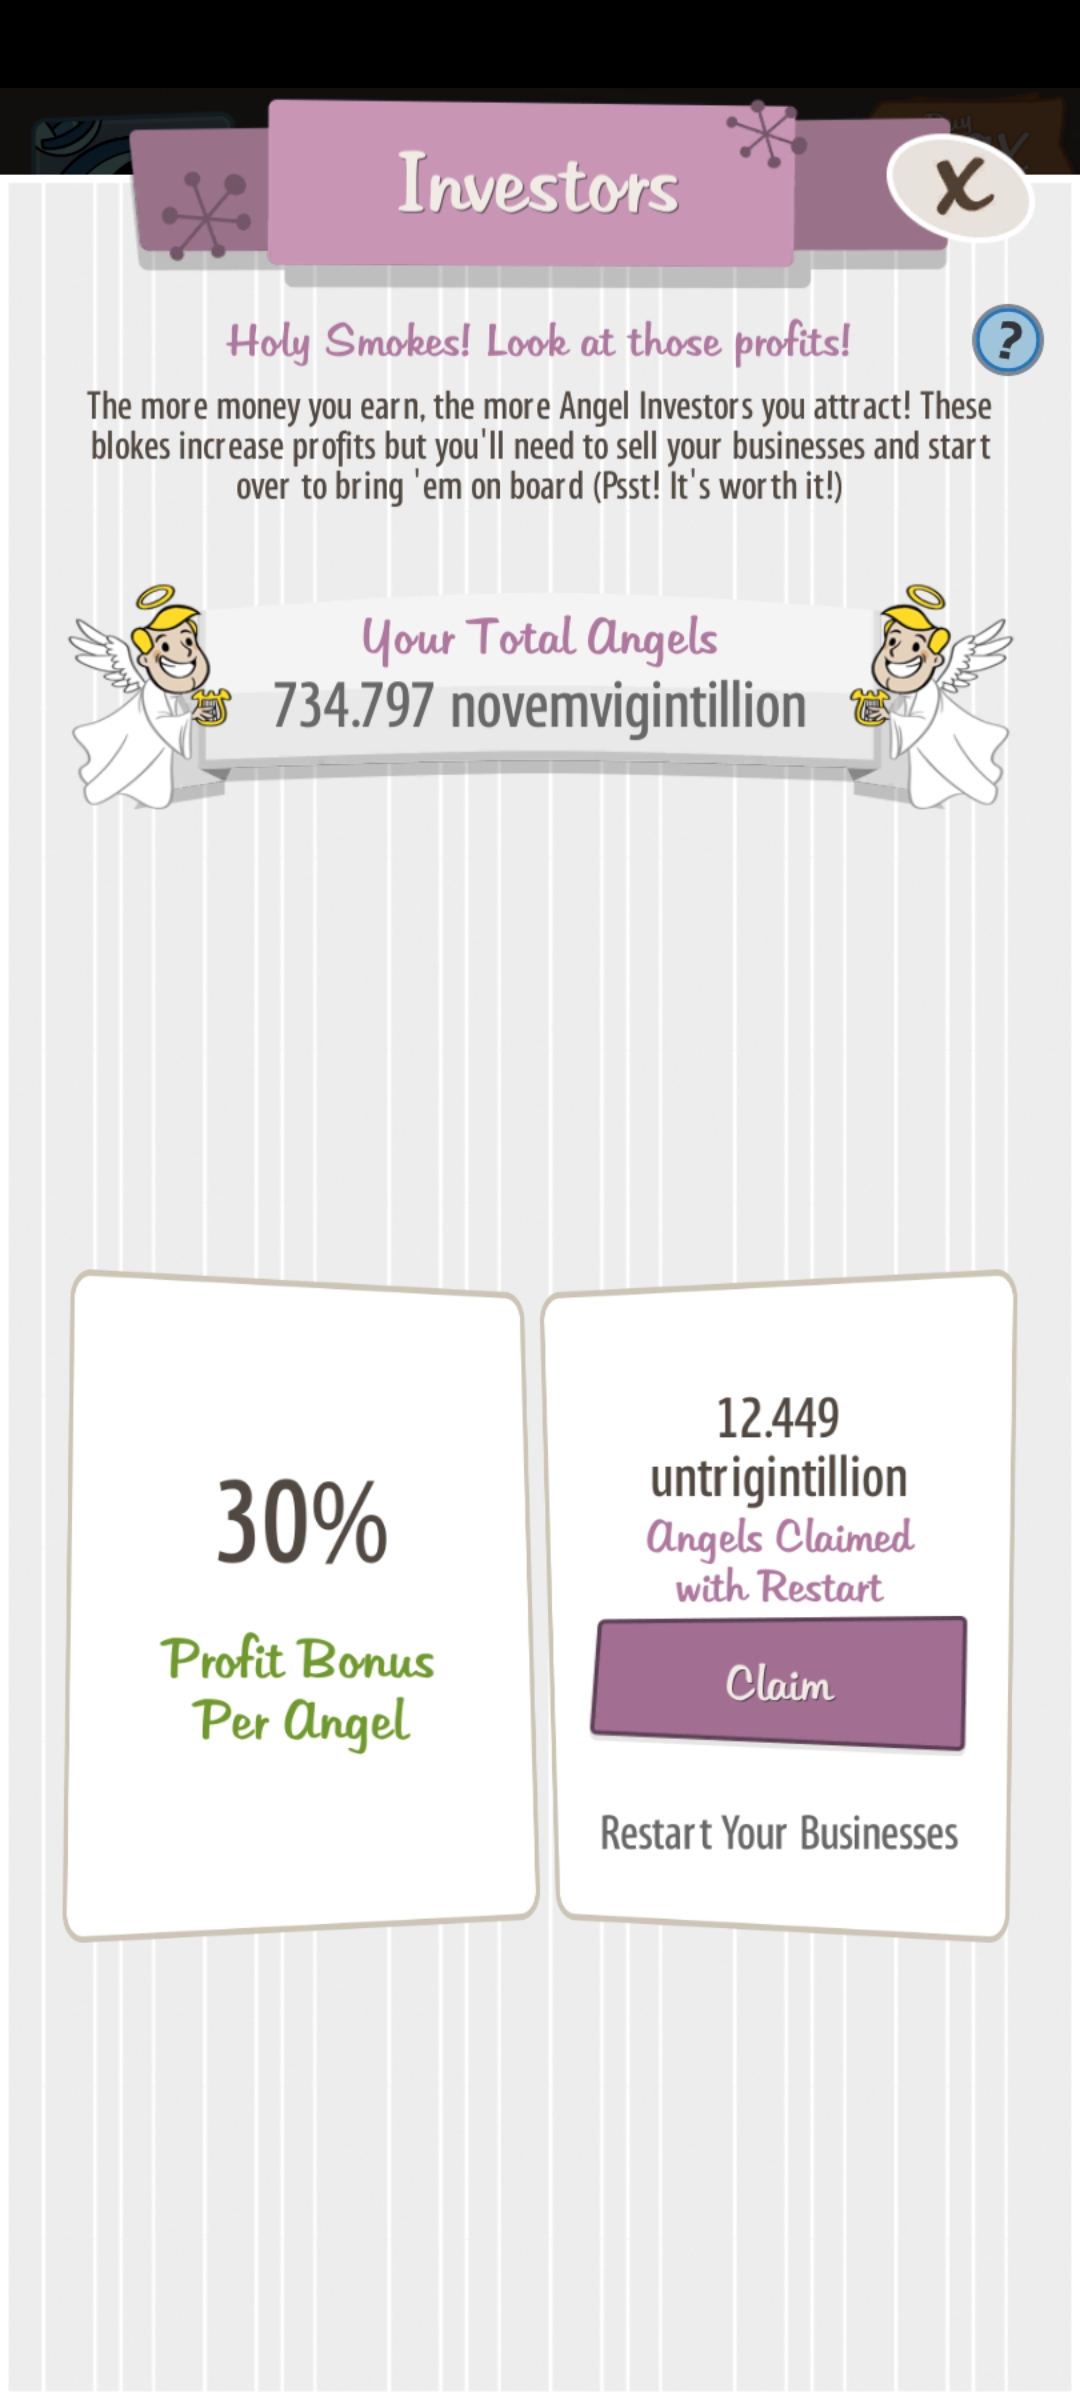 Investors
X
Holy Smokes! Look at those profits!
?
The more money you earn, the more Angel Investors you attract! These
blokes increase profits but you'll need to sell your businesses and start
over to bring 'em on board (Psst! It's worth it!)
Your Total Angels
734.797 novemvigintillion
30%
Profit Bonus
Per Angel
12.449
untrigintillion
Angels Claimed
with Restart
Claim
Restart Your Businesses